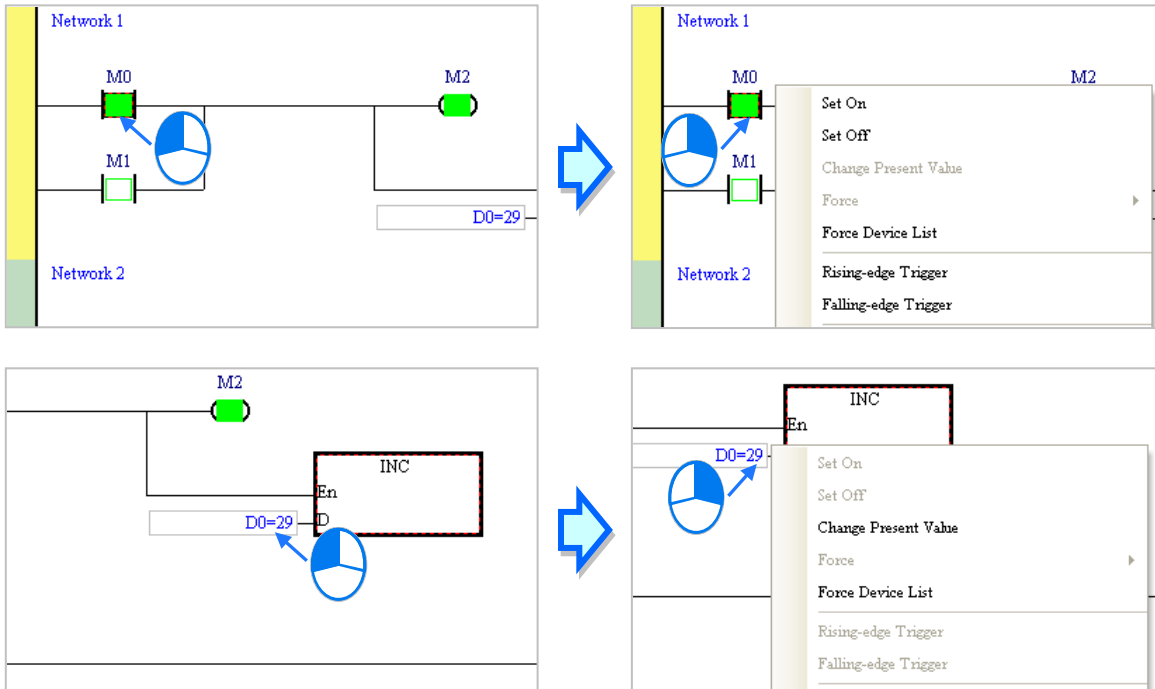 Network 1
M0
M2
M1
D0=29
Network 2
Network 1
M0
M2
M1
Set On
Set Off
Change Present Value
Force
Force Device List
Rising-edge Trigger
Falling-edge Trigger
Network 2
M2
INC
En
D0=29
D
INC
En
D0=29
Set On
Set Off
Change Present Value
Force
Force Device List
Rising-edge Trigger
Falling-edge Trigger